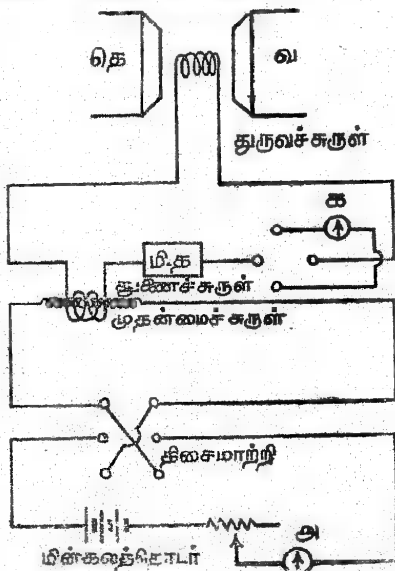 தெ
வ
துருவச்சுருள்
க
மி.த
துணைச்சுருள்
முதன்மைச்சுருள்
திசைமாற்றி
அ
மின்கலத்தொடர்